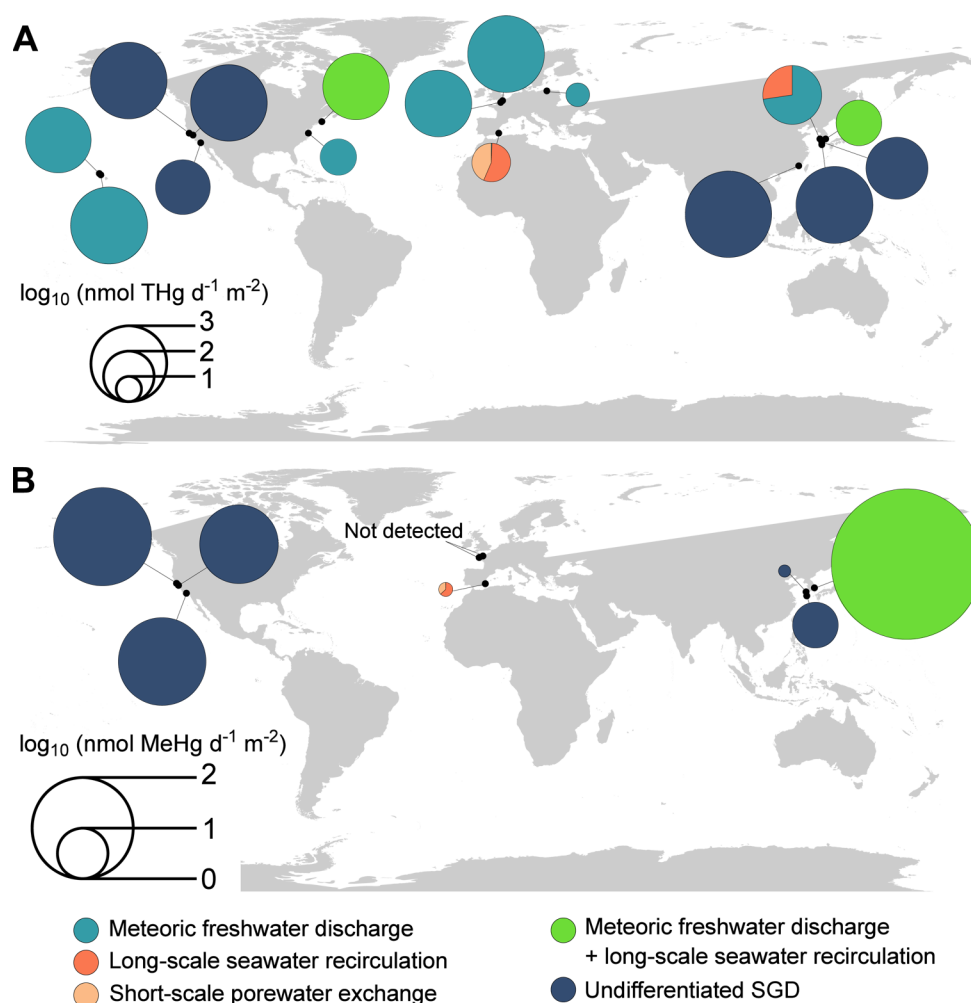 A
log₁₀ (nmol THg d⁻¹ m⁻²)
3
2
1
B
Not detected
log₁₀ (nmol MeHg d⁻¹ m⁻²)
2
1
0
Meteoric freshwater discharge
Long-scale seawater recirculation
Short-scale porewater exchange
Meteoric freshwater discharge
+ long-scale seawater recirculation
Undifferentiated SGD